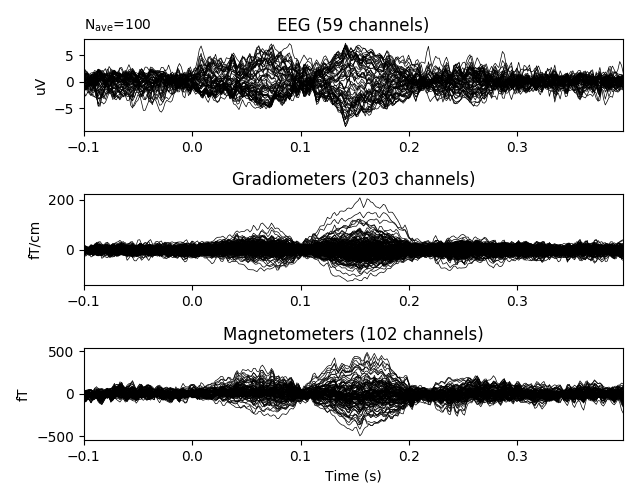 Nave=100
EEG (59 channels)
5
0
−5
uV
−0.1 0.0 0.1 0.2 0.3
Gradiometers (203 channels)
200
0
fT/cm
−0.1 0.0 0.1 0.2 0.3
Magnetometers (102 channels)
500
0
−500
fT
−0.1 0.0 0.1 0.2 0.3
Time (s)